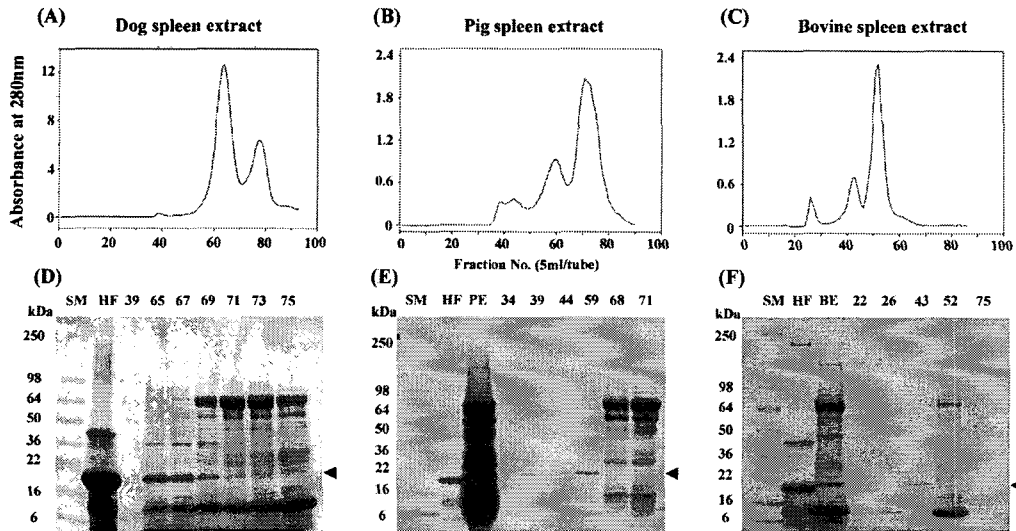 (A) Dog spleen extract
(B) Pig spleen extract
(C) Bovine spleen extract
Absorbance at 280nm
12
8
4
0
0 20 40 60 80 100
2.4
1.8
1.2
0.6
0
0 20 40 60 80 100
2.4
1.8
1.2
0.6
0
0 20 40 60 80 100
Fraction No. (5ml/tube)
(D)
SM HF 39 65 67 69 71 73 75
kDa
250
98
64
50
36
22
16
6
(E)
SM HF PE 34 39 44 59 68 71
kDa
250
98
64
50
36
22
16
6
(F)
SM HF BE 22 26 43 52 75
kDa
250
98
64
50
36
22
16
6